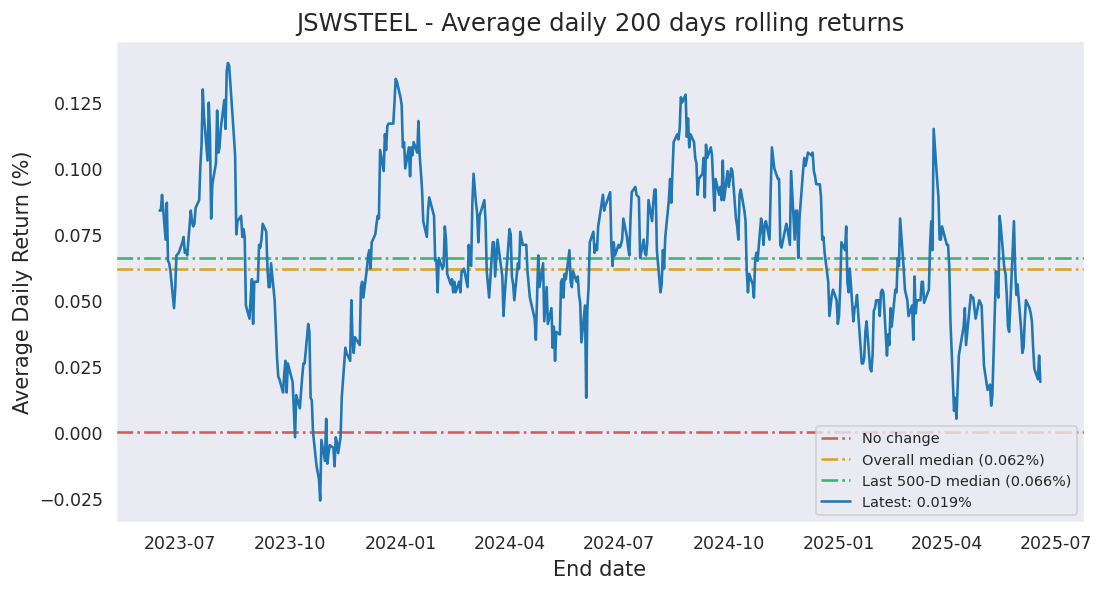 JSWSTEEL - Average daily 200 days rolling returns
Average Daily Return (%)
0.125
0.100
0.075
0.050
0.025
0.000
−0.025
No change
Overall median (0.062%)
Last 500-D median (0.066%)
Latest: 0.019%
2023-07 2023-10 2024-01 2024-04 2024-07 2024-10 2025-01 2025-04 2025-07
End date